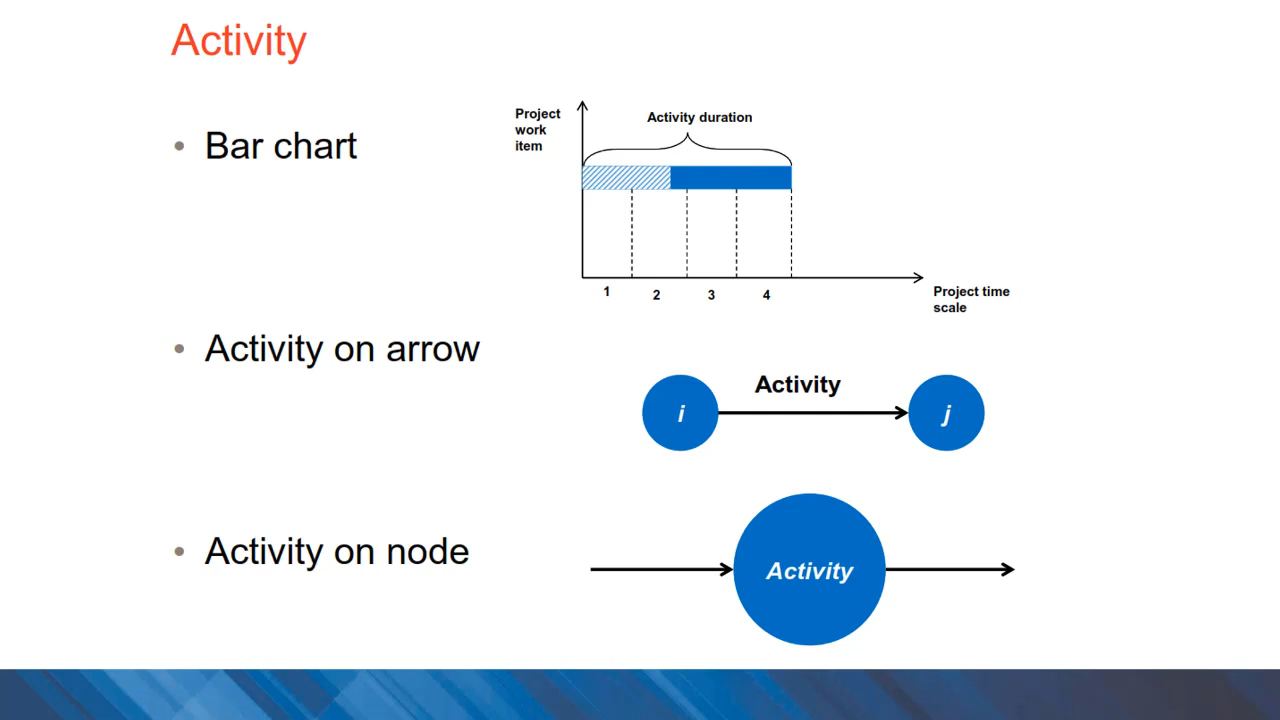 Activity
• Bar chart
Project
work
item
Activity duration
1 2 3 4
Project time
scale
• Activity on arrow
Activity
i j
• Activity on node
Activity